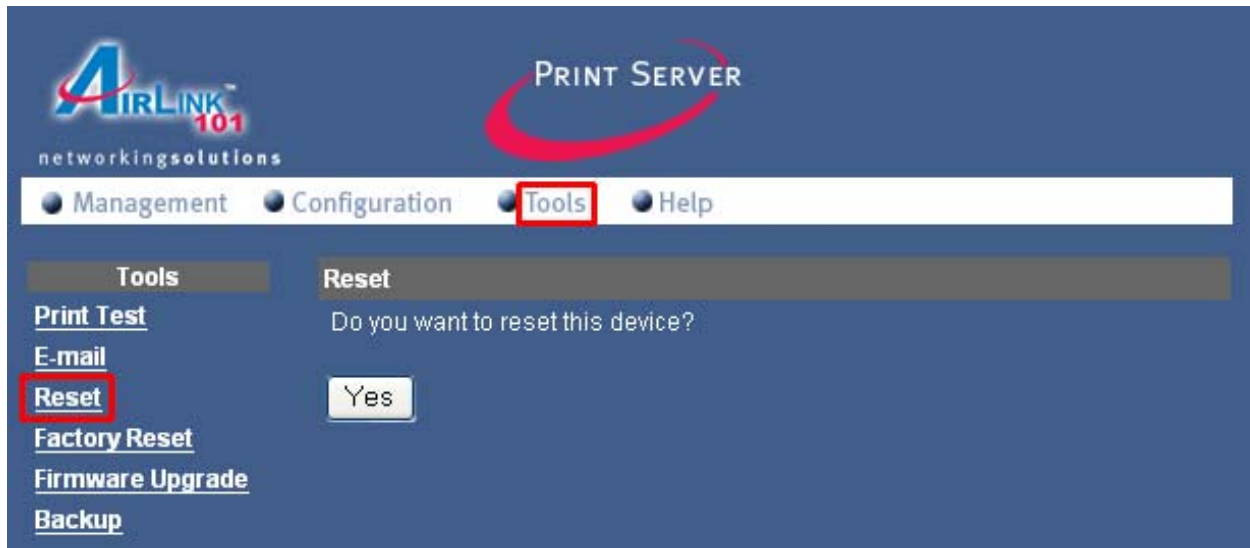 AIRLINK™
101
networkingsolutions
PRINT SERVER
Management Configuration Tools Help
Tools
Print Test
E-mail
Reset
Factory Reset
Firmware Upgrade
Backup
Reset
Do you want to reset this device?
Yes